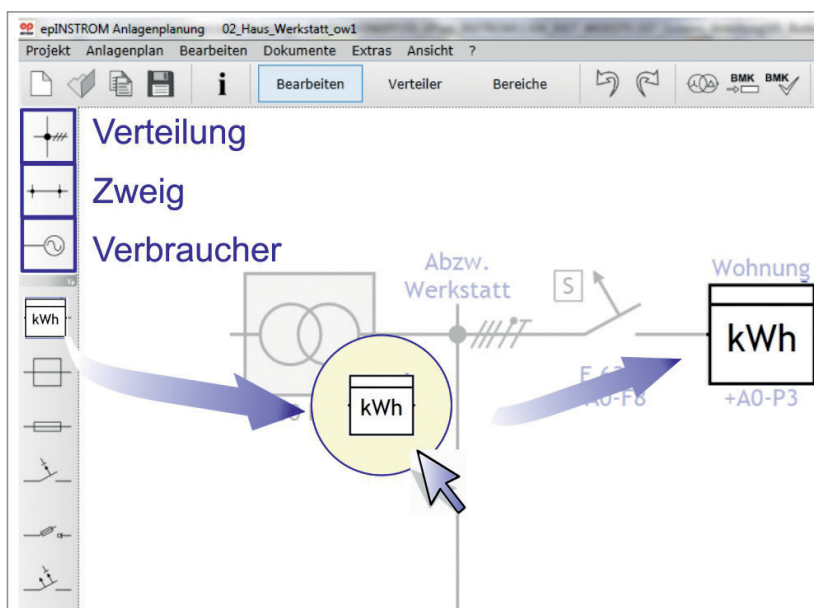 ep epINSTROM Anlagenplanung 02_Haus_Werkstatt_ow1
Projekt Anlagenplan Bearbeiten Dokumente Extras Ansicht ?
i Bearbeiten Verteiler Bereiche BMK BMK
Verteilung
Zweig
Verbraucher
Abzw.
Werkstatt
S
Wohnung
kWh
kWh
kWh
+A0-P3